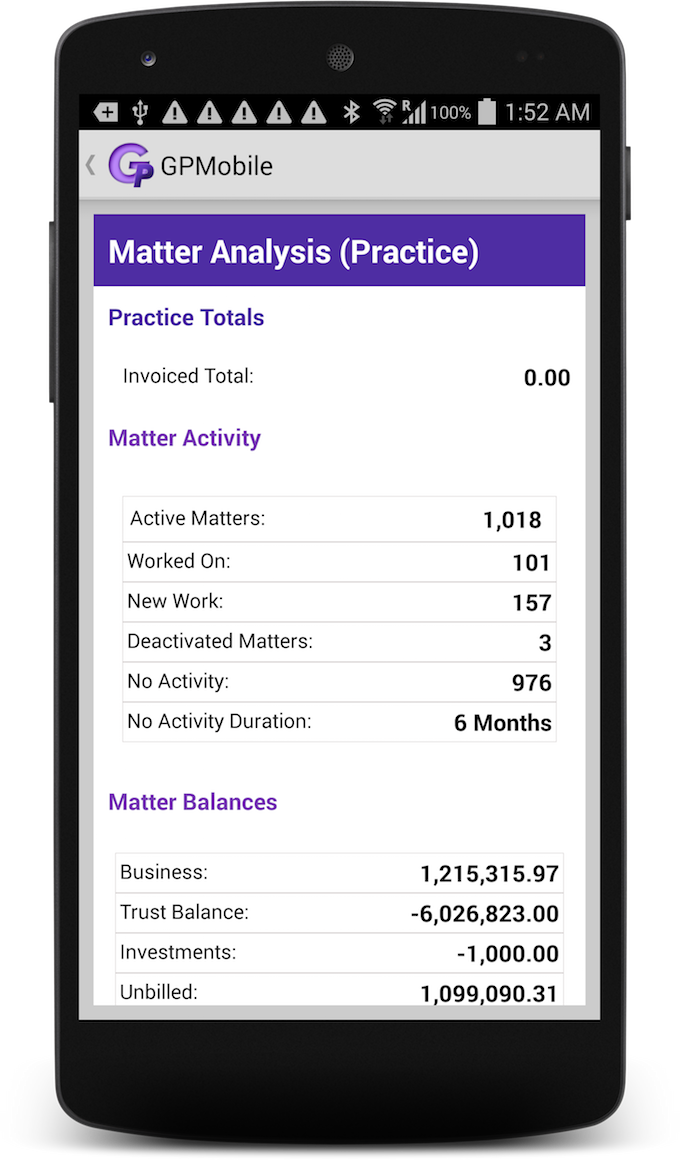 R 100% 1:52 AM
GP GPMobile
Matter Analysis (Practice)
Practice Totals
Invoiced Total: 0.00
Matter Activity
Active Matters: 1,018
Worked On: 101
New Work: 157
Deactivated Matters: 3
No Activity: 976
No Activity Duration: 6 Months
Matter Balances
Business: 1,215,315.97
Trust Balance: -6,026,823.00
Investments: -1,000.00
Unbilled: 1,099,090.31